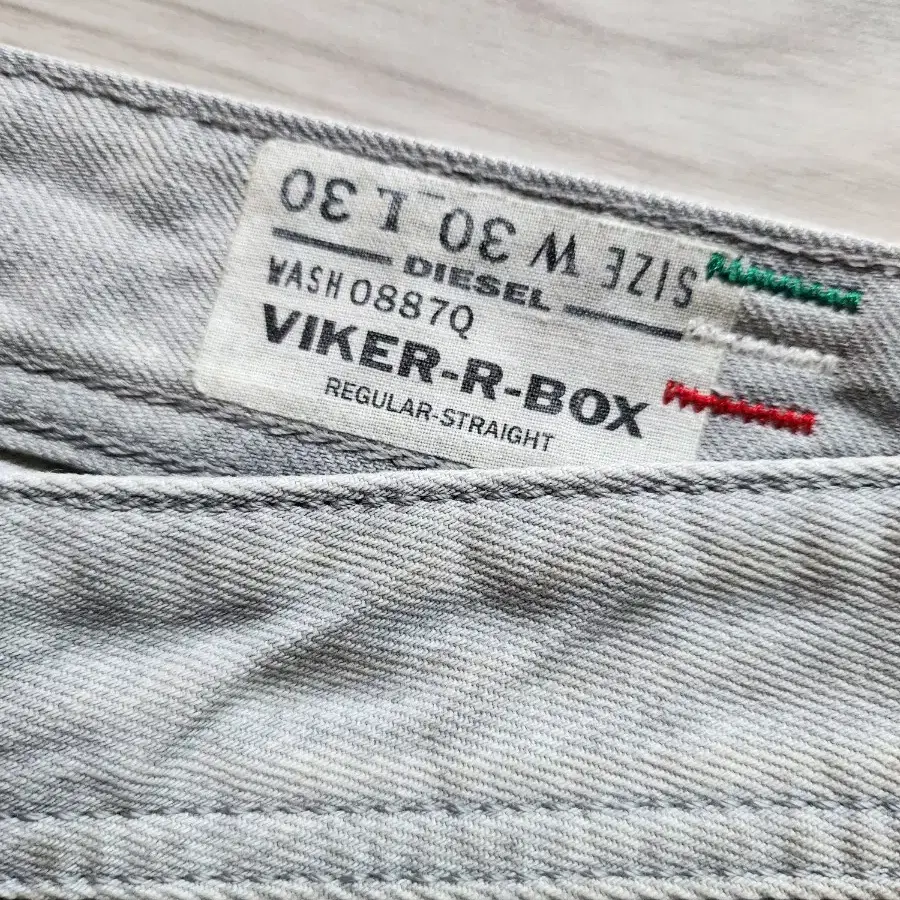 SIZE W 30 L 30
DIESEL
WASH 0887Q
VIKER-R-BOX
REGULAR-STRAIGHT